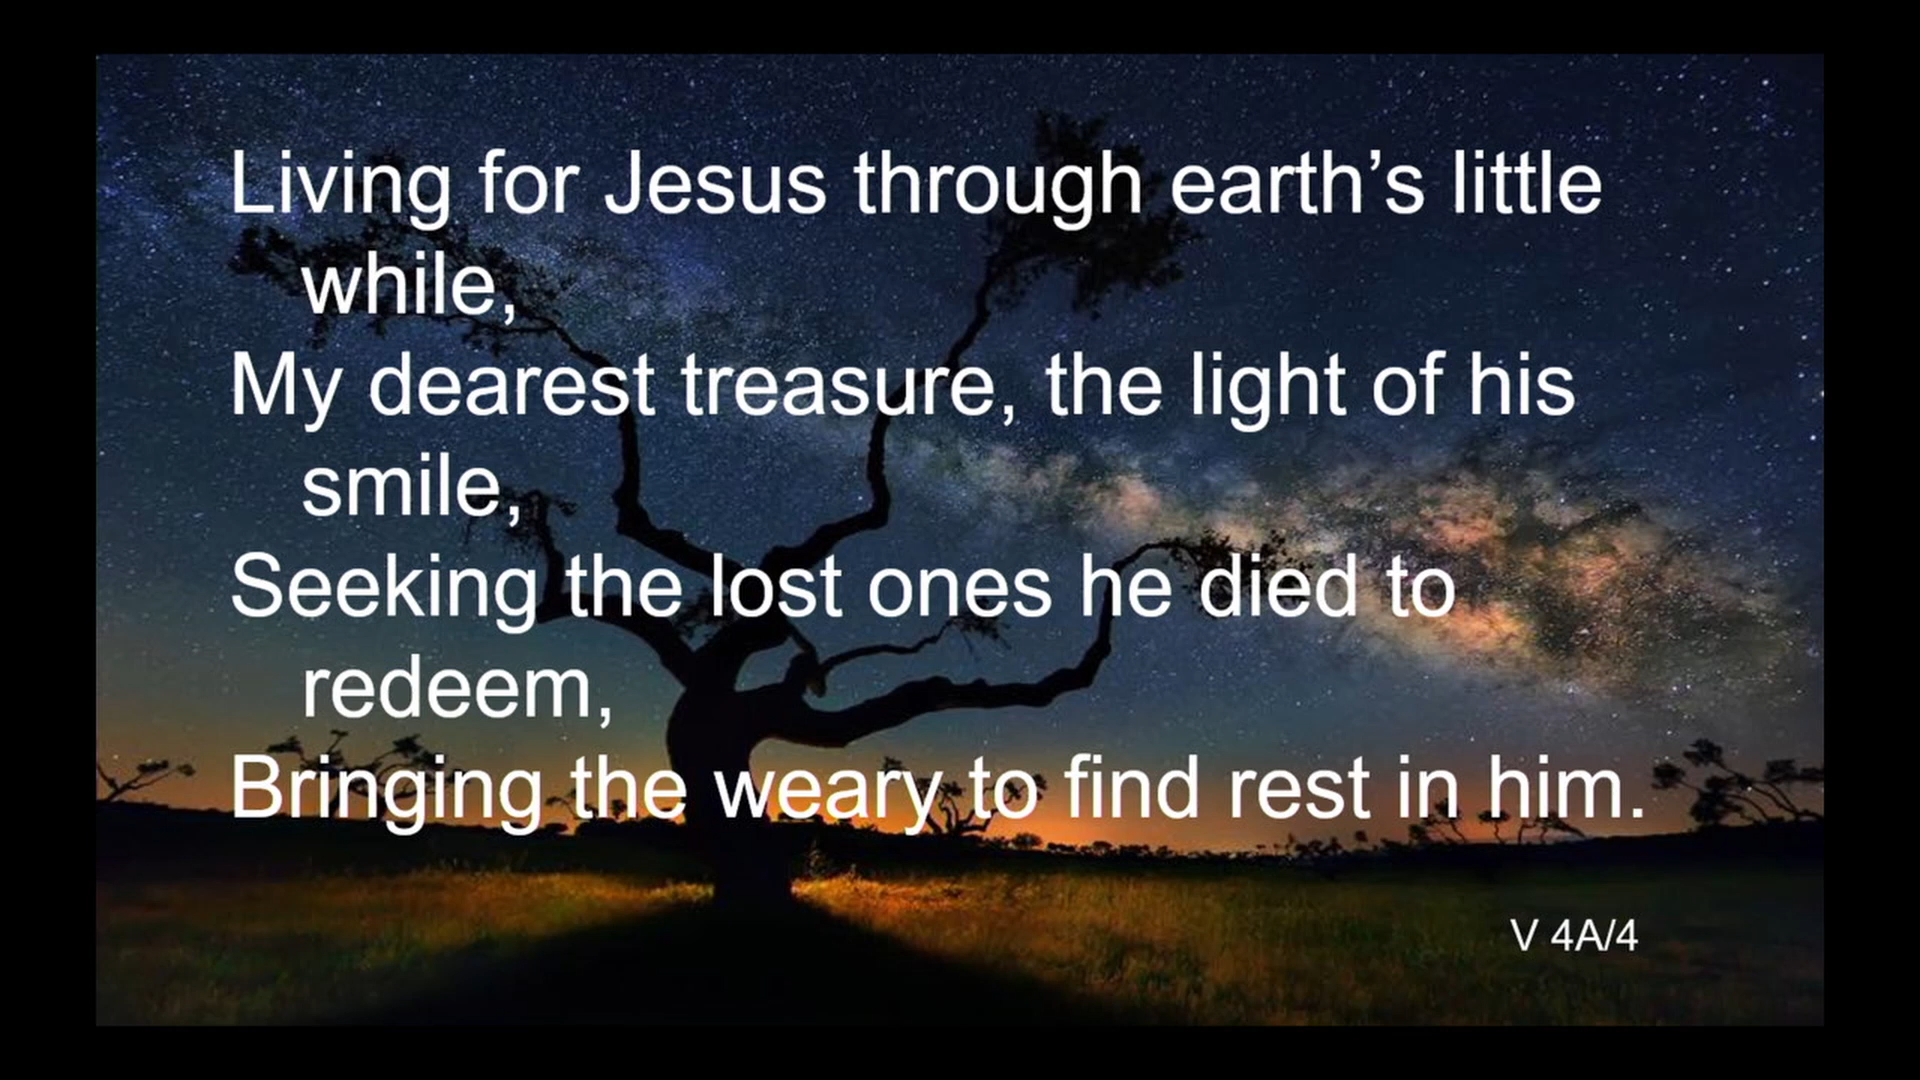 Living for Jesus through earth’s little
while,
My dearest treasure, the light of his
smile,
Seeking the lost ones he died to
redeem,
Bringing the weary to find rest in him.
V 4A/4